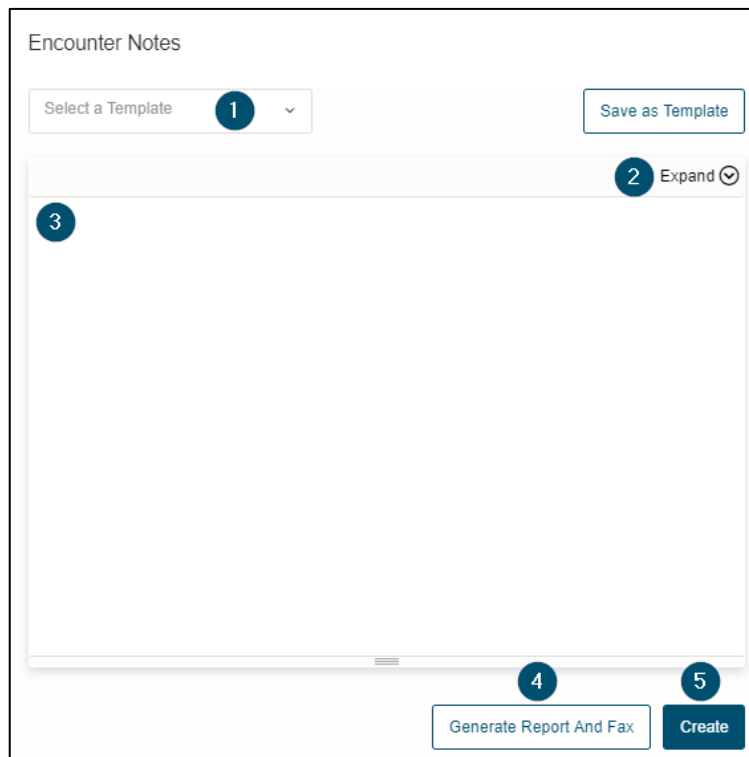 Encounter Notes
Select a Template 1
Save as Template
2 Expand
3
4
5
Generate Report And Fax
Create